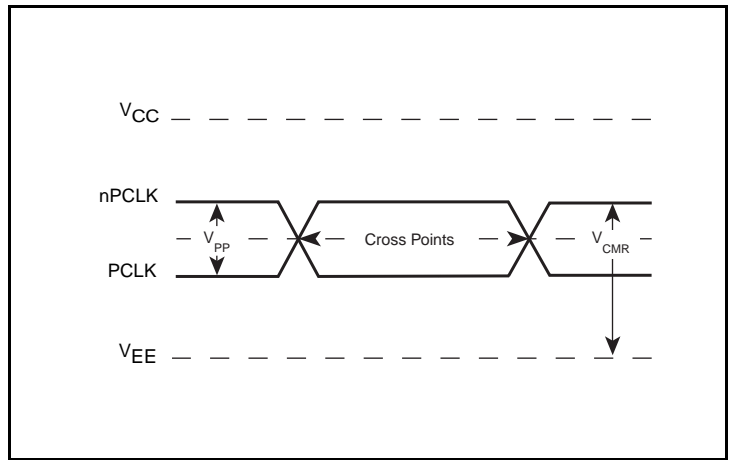 VCC
nPCLK
VPP
Cross Points
VCMR
PCLK
VEE